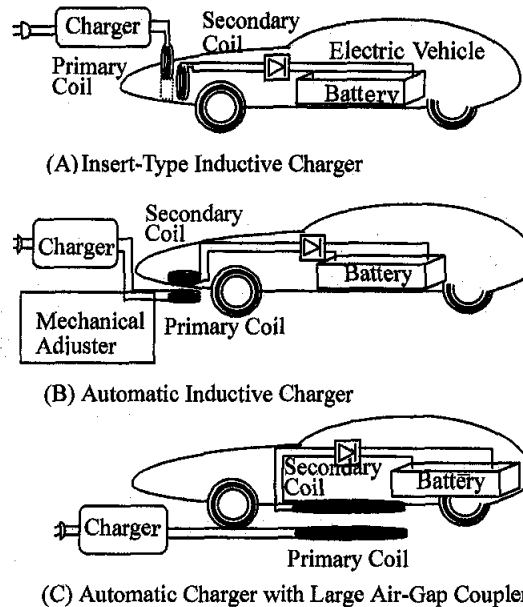 Charger
Secondary
Coil
Electric Vehicle
Primary
Coil
Battery
(A) Insert-Type Inductive Charger
Secondary
Coil
Charger
Battery
Mechanical
Adjuster
Primary Coil
(B) Automatic Inductive Charger
Secondary
Coil
Battery
Charger
Primary Coil
(C) Automatic Charger with Large Air-Gap Coupler